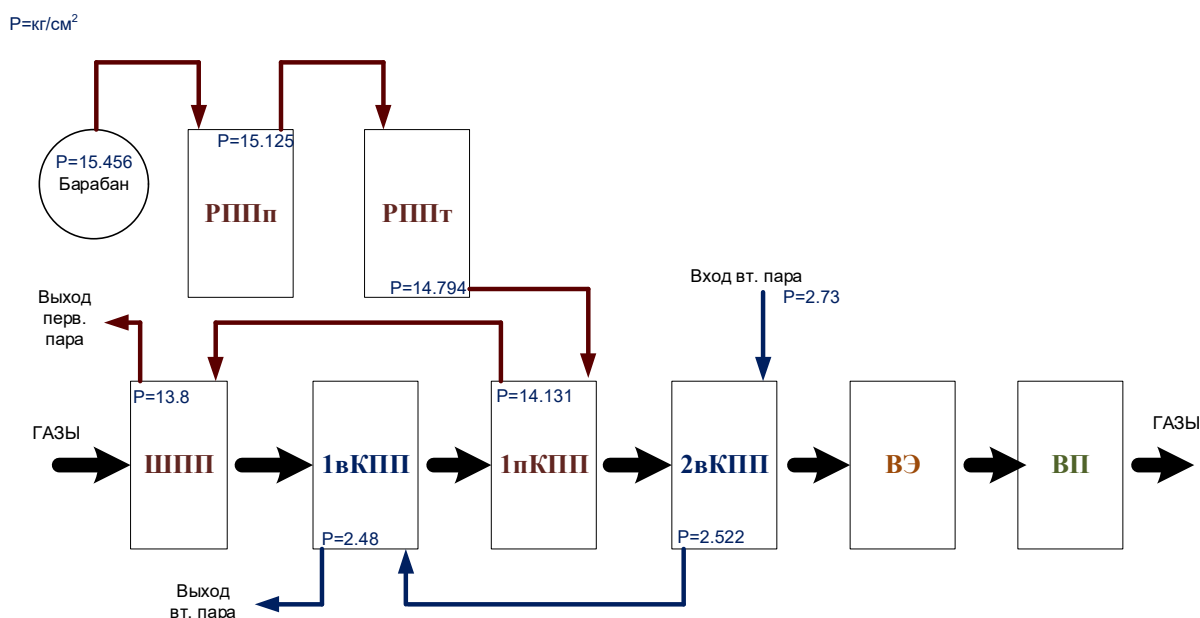 P=кг/см²
P=15.456
Барабан
P=15.125
РППп
РППт
P=14.794
Вход вт. пара
P=2.73
Выход
перв.
пара
P=13.8
P=14.131
ГАЗЫ
ШПП
1вКПП
1пКПП
2вКПП
ВЭ
ВП
ГАЗЫ
P=2.48
P=2.522
Выход
вт. пара